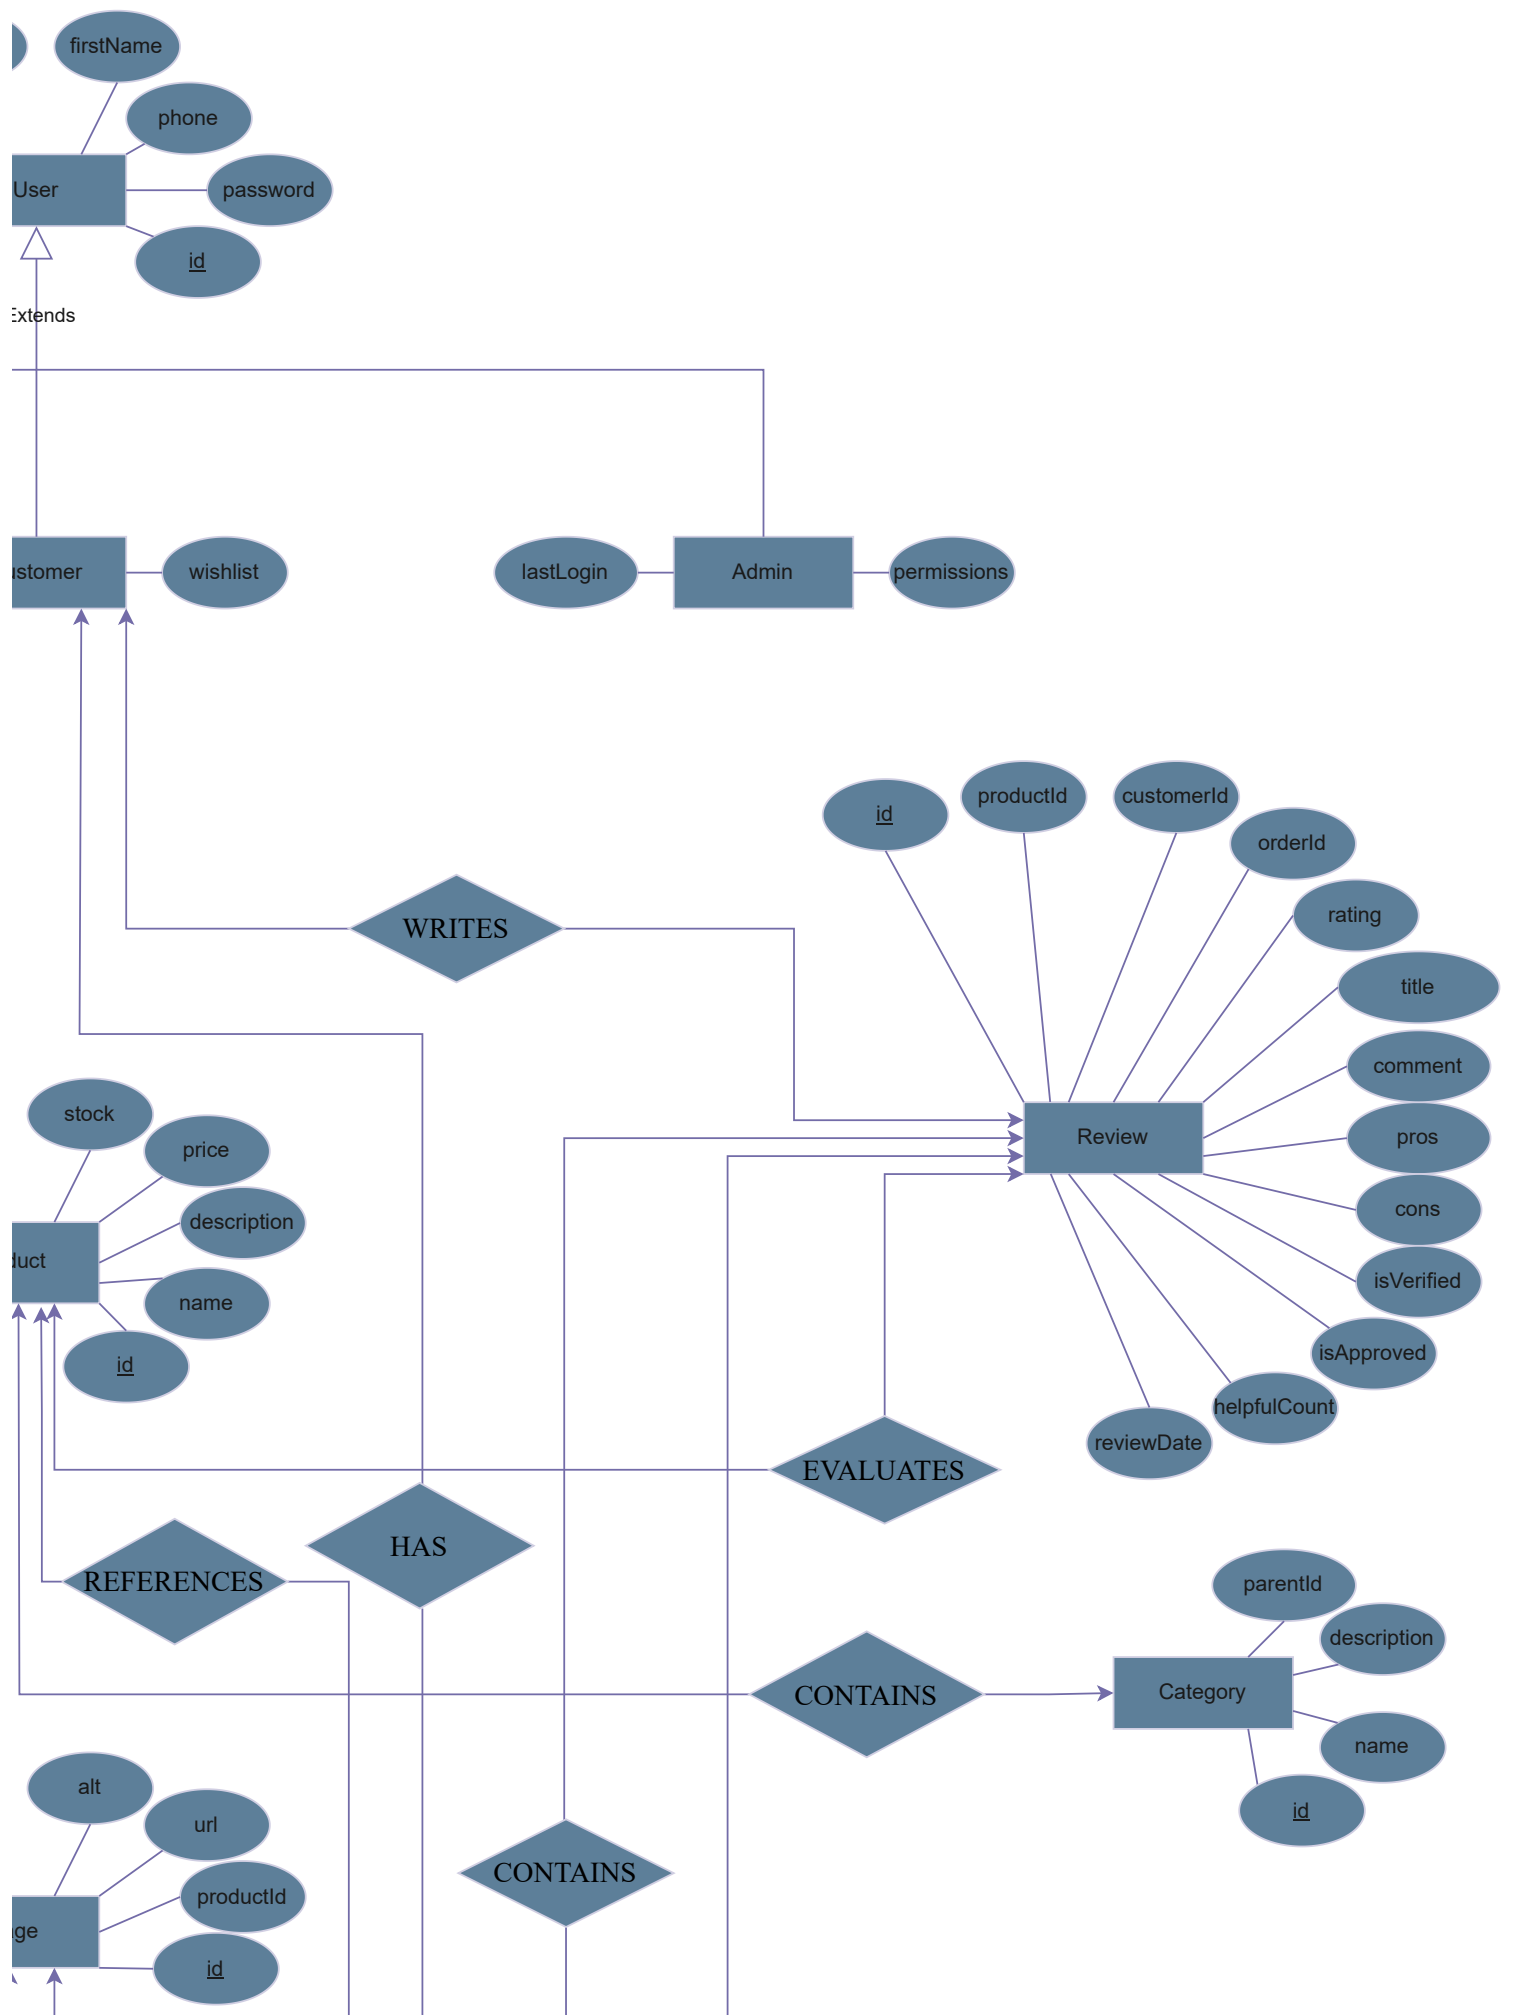 firstName
phone
User
password
id
Extends
ustomer
wishlist
lastLogin
Admin
permissions
id
productId
customerId
orderId
rating
title
WRITES
comment
stock
Review
pros
price
description
cons
duct
name
isVerified
id
isApproved
helpfulCount
reviewDate
EVALUATES
HAS
REFERENCES
parentId
description
CONTAINS
Category
name
alt
id
url
CONTAINS
productId
ge
id